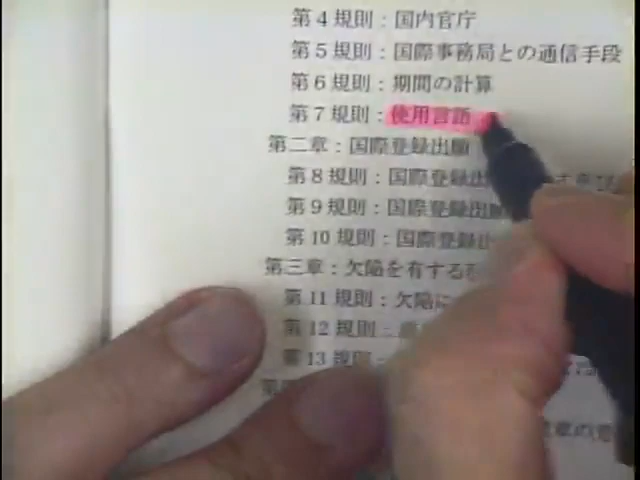 第4規則：国内官庁
第5規則：国際事務局との通信手段
第6規則：期間の計算
第7規則：使用言語
第二章：国際登録出願
第8規則：国際登録出
第9規則：国際登録出願
第10規則：国際登録出
第三章：欠陥を有する
第11規則：欠陥に
第12規則：
第13規則：